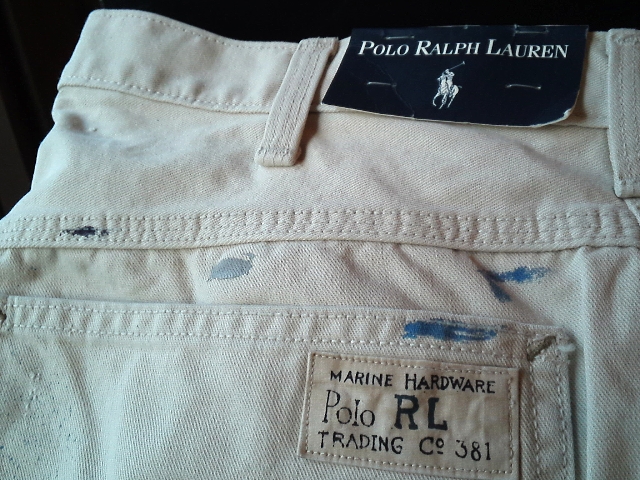 POLO RALPH LAUREN
MARINE HARDWARE
Polo RL
TRADING Cº 381